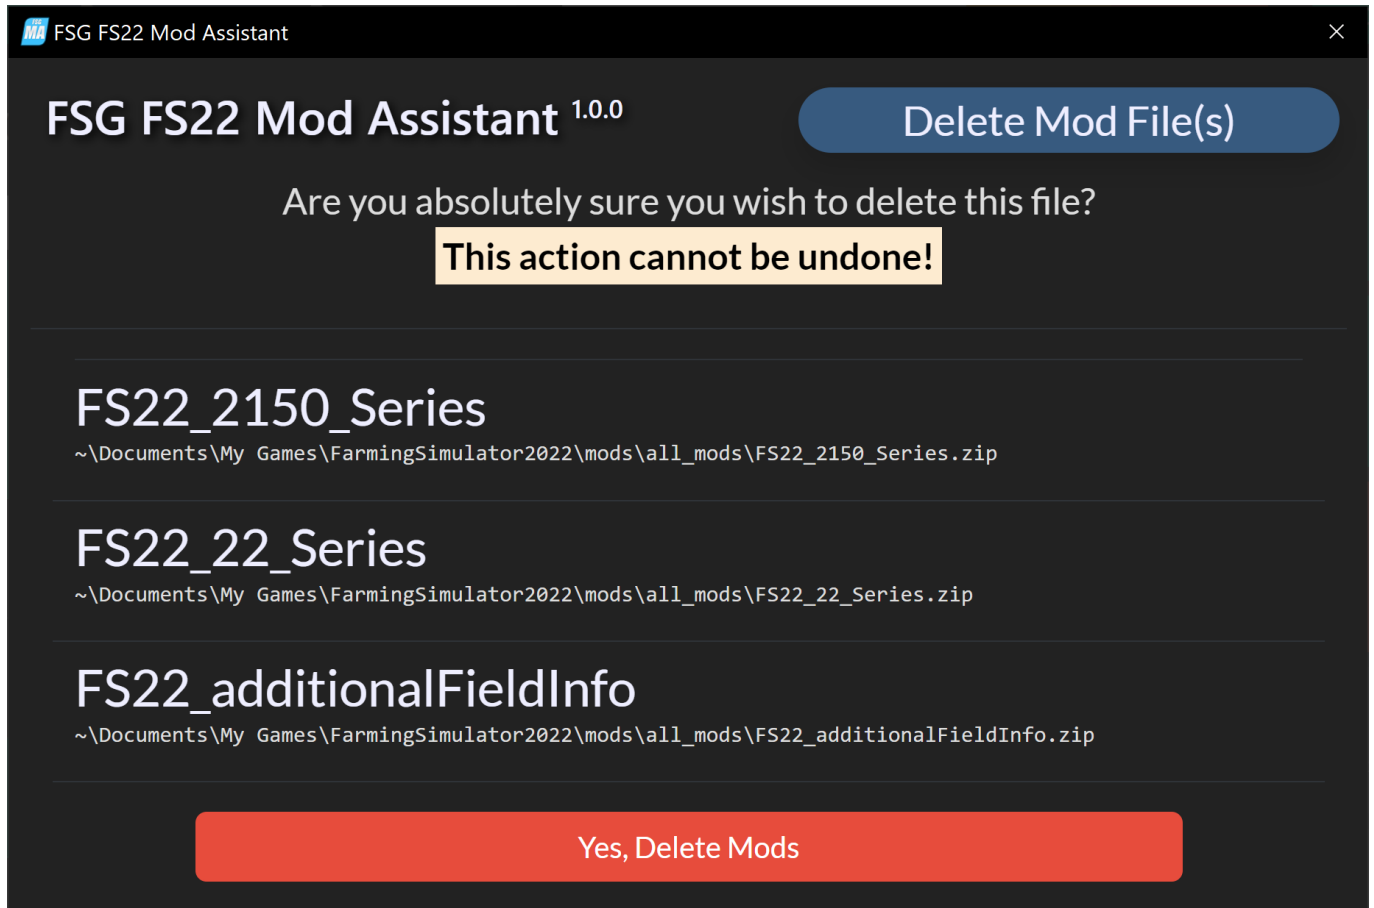 FSG
MA
FSG FS22 Mod Assistant
FSG FS22 Mod Assistant 1.0.0
Delete Mod File(s)
Are you absolutely sure you wish to delete this file?
This action cannot be undone!
FS22_2150_Series
~\Documents\My Games\FarmingSimulator2022\mods\all_mods\FS22_2150_Series.zip
FS22_22_Series
~\Documents\My Games\FarmingSimulator2022\mods\all_mods\FS22_22_Series.zip
FS22_additionalFieldInfo
~\Documents\My Games\FarmingSimulator2022\mods\all_mods\FS22_additionalFieldInfo.zip
Yes, Delete Mods